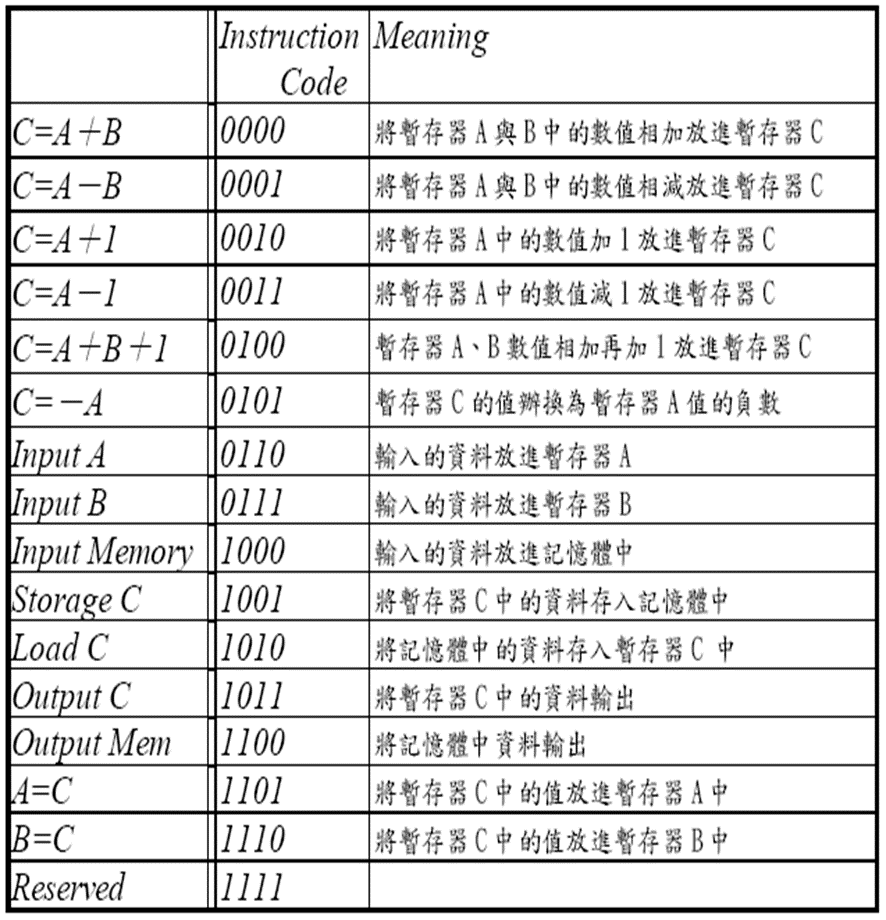 Instruction Code Meaning
C=A+B 0000 將暫存器A與B中的數值相加放進暫存器C
C=A−B 0001 將暫存器A與B中的數值相減放進暫存器C
C=A+1 0010 將暫存器A中的數值加1放進暫存器C
C=A−1 0011 將暫存器A中的數值減1放進暫存器C
C=A+B+1 0100 暫存器A、B數值相加再加1放進暫存器C
C=−A 0101 暫存器C的值辦換為暫存器A值的負數
Input A 0110 輸入的資料放進暫存器A
Input B 0111 輸入的資料放進暫存器B
Input Memory 1000 輸入的資料放進記憶體中
Storage C 1001 將暫存器C中的資料存入記憶體中
Load C 1010 將記憶體中的資料存入暫存器C 中
Output C 1011 將暫存器C中的資料輸出
Output Mem 1100 將記憶體中資料輸出
A=C 1101 將暫存器C中的值放進暫存器A中
B=C 1110 將暫存器C中的值放進暫存器B中
Reserved 1111